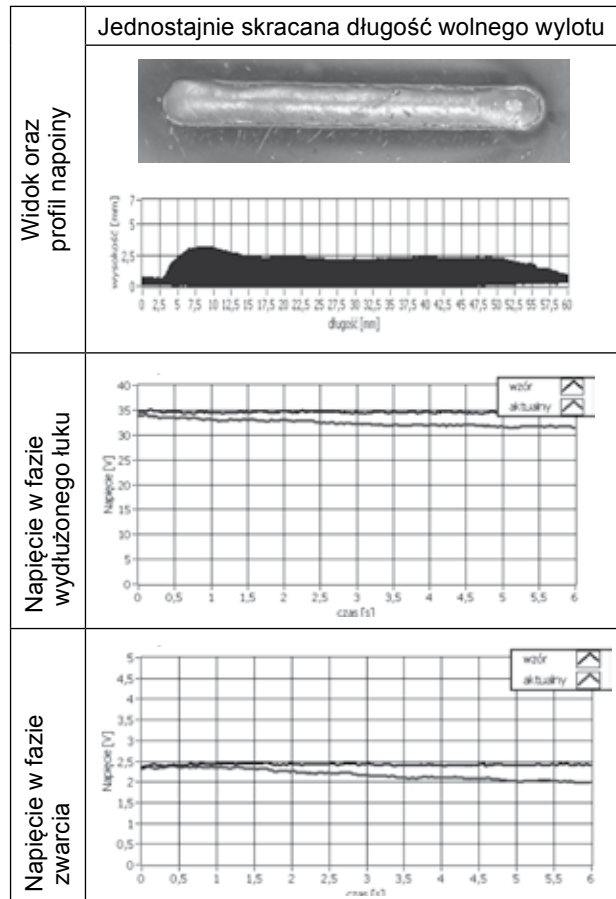 Jednostajnie skracana długość wolnego wylotu
Widok oraz
profil napoiny
wysokość [mm]
7
5
2,5
0
0 2,5 5 7,5 10 12,5 15 17,5 20 22,5 25 27,5 30 32,5 35 37,5 40 42,5 45 47,5 50 52,5 55 57,5 60
długość [mm]
Napięcie w fazie
wydłużonego łuku
Napięcie [V]
40
35
30
25
20
15
10
5
0
0 0,5 1 1,5 2 2,5 3 3,5 4 4,5 5 5,5 6
czas [s]
wzór
aktualny
Napięcie w fazie
zwarcia
Napięcie [V]
5
4,5
4
3,5
3
2,5
2
1,5
1
0,5
0
0 0,5 1 1,5 2 2,5 3 3,5 4 4,5 5 5,5 6
czas [s]
wzór
aktualny